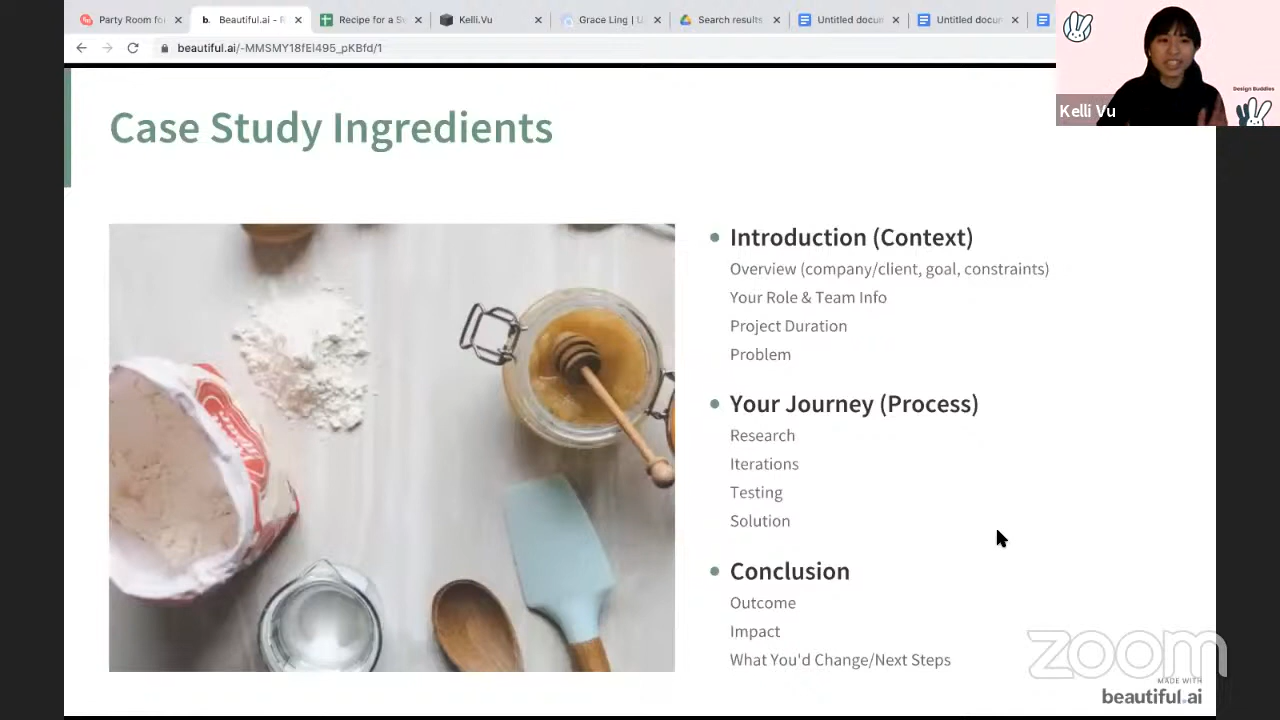 Party Room fo
Beautiful.ai -
Recipe for a S
Kelli.Vu
Grace Ling | U
Search results
Untitled docu
Untitled docu
beautiful.ai/-MMSMY18fEI495_pKBfd/1
Kelli Vu
Design Buddies
Case Study Ingredients
Introduction (Context)
Overview (company/client, goal, constraints)
Your Role & Team Info
Project Duration
Problem
Your Journey (Process)
Research
Iterations
Testing
Solution
Conclusion
Outcome
Impact
What You'd Change/Next Steps
zoom
MADE WITH
beautiful.ai